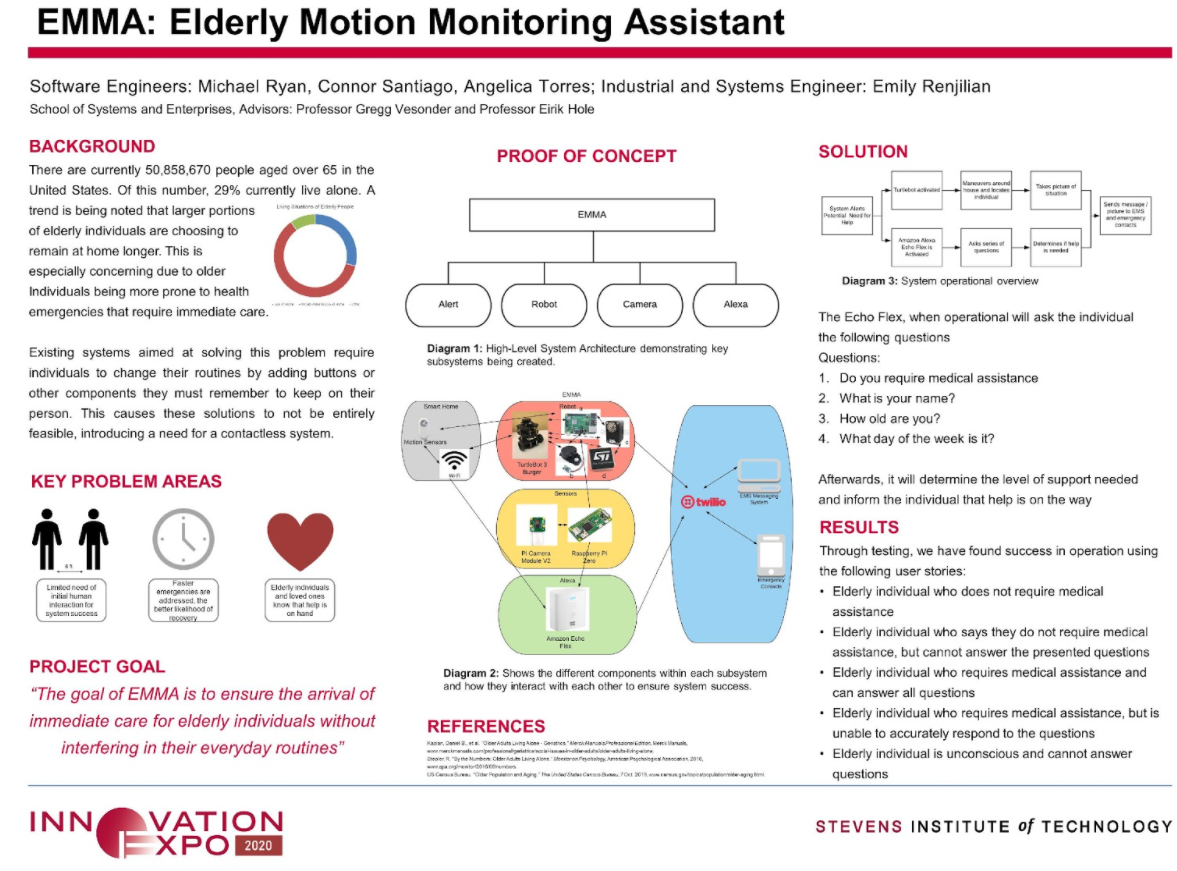 EMMA: Elderly Motion Monitoring Assistant
Software Engineers: Michael Ryan, Connor Santiago, Angelica Torres; Industrial and Systems Engineer: Emily Renjilian
School of Systems and Enterprises, Advisors: Professor Gregg Vesonder and Professor Eirik Hole
BACKGROUND
There are currently 50,858,670 people aged over 65 in the
United States. Of this number, 29% currently live alone. A
trend is being noted that larger portions
of elderly individuals are choosing to
remain at home longer. This is
especially concerning due to older
Individuals being more prone to health
emergencies that require immediate care.
Living Situations of Elderly People
Existing systems aimed at solving this problem require
individuals to change their routines by adding buttons or
other components they must remember to keep on their
person. This causes these solutions to not be entirely
feasible, introducing a need for a contactless system.
KEY PROBLEM AREAS
6 ft
Limited need of
initial human
interaction for
system success
Faster
emergencies are
addressed, the
better likelihood of
recovery
Elderly individuals
and loved ones
know that help is
on hand
PROJECT GOAL
“The goal of EMMA is to ensure the arrival of
immediate care for elderly individuals without
interfering in their everyday routines”
PROOF OF CONCEPT
EMMA
Alert
Robot
Camera
Alexa
Diagram 1: High-Level System Architecture demonstrating key
subsystems being created.
EMMA
Smart Home
Motion Sensors
Wi-Fi
Robot
a
b
c
d
TurtleBot 3
Burger
Sensors
Pi Camera
Module V2
Raspberry Pi
Zero
Alexa
Amazon Echo
Flex
twilio
EMS Messaging
System
Emergency
Contacts
Diagram 2: Shows the different components within each subsystem
and how they interact with each other to ensure system success.
REFERENCES
Kaplan, Daniel B., et al. “Older Adults Living Alone - Geriatrics.” Merck Manuals Professional Edition, Merck Manuals,
www.merckmanuals.com/professional/geriatrics/social-issues-in-older-adults/older-adults-living-alone.
"By the Numbers: Older Adults Living Alone." Monitor on Psychology, American Psychological Association, 2016,
www.apa.org/monitor/2016/05/numbers.
US Census Bureau. “Older Population and Aging.” The United States Census Bureau, 7 Oct. 2019, www.census.gov/topics/population/older-aging.html.
SOLUTION
System Alerts
Potential Need for
Help
Turtlebot activated
Maneuvers around
house and locates
individual
Takes picture of
situation
Amazon Alexa
Echo Flex is
Activated
Asks series of
questions
Determines if help
is needed
Sends message /
picture to EMS
and emergency
contacts
Diagram 3: System operational overview
The Echo Flex, when operational will ask the individual
the following questions
Questions:
1. Do you require medical assistance
2. What is your name?
3. How old are you?
4. What day of the week is it?
Afterwards, it will determine the level of support needed
and inform the individual that help is on the way
RESULTS
Through testing, we have found success in operation using
the following user stories:
• Elderly individual who does not require medical
assistance
• Elderly individual who says they do not require medical
assistance, but cannot answer the presented questions
• Elderly individual who requires medical assistance and
can answer all questions
• Elderly individual who requires medical assistance, but is
unable to accurately respond to the questions
• Elderly individual is unconscious and cannot answer
questions
INNOVATION
EXPO 2020
STEVENS INSTITUTE of TECHNOLOGY